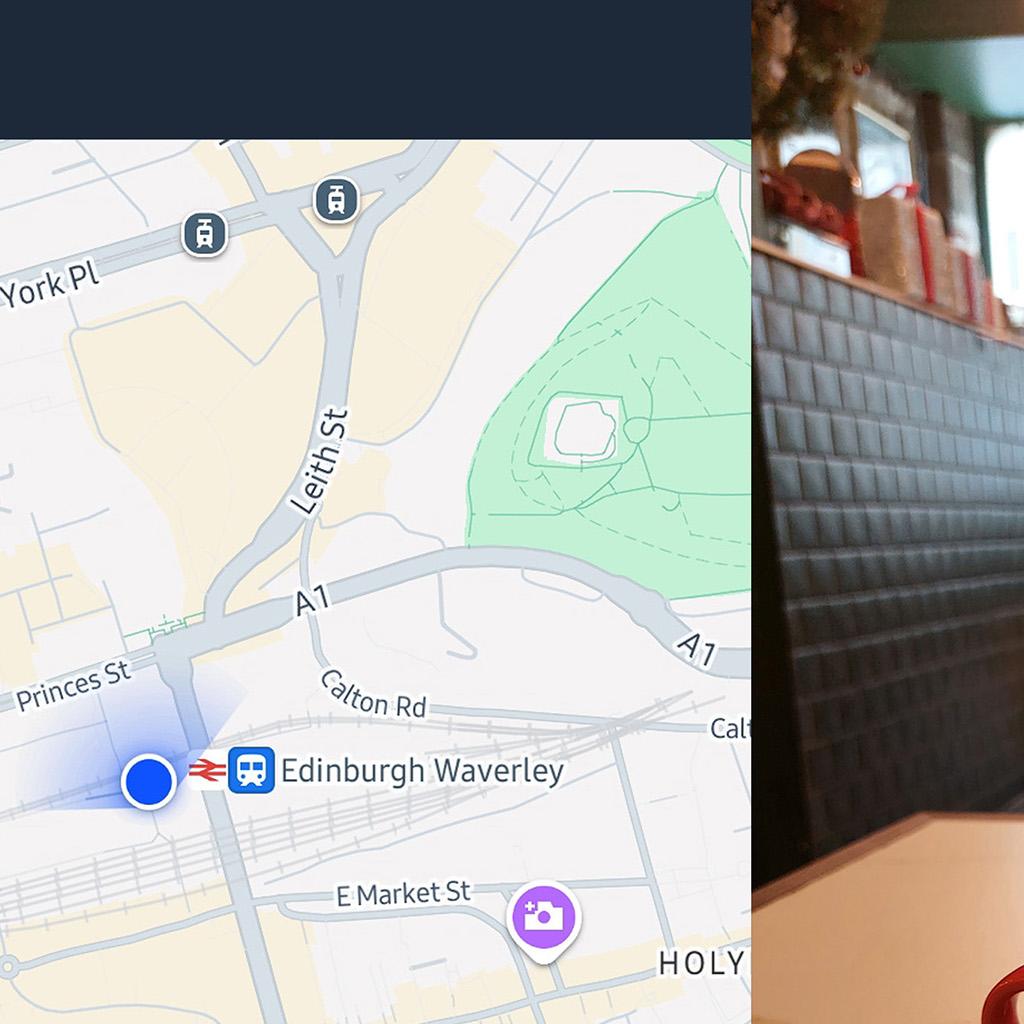 York Pl
Leith St
A1
A1
Princes St
Calton Rd
Calt
Edinburgh Waverley
E Market St
HOLY